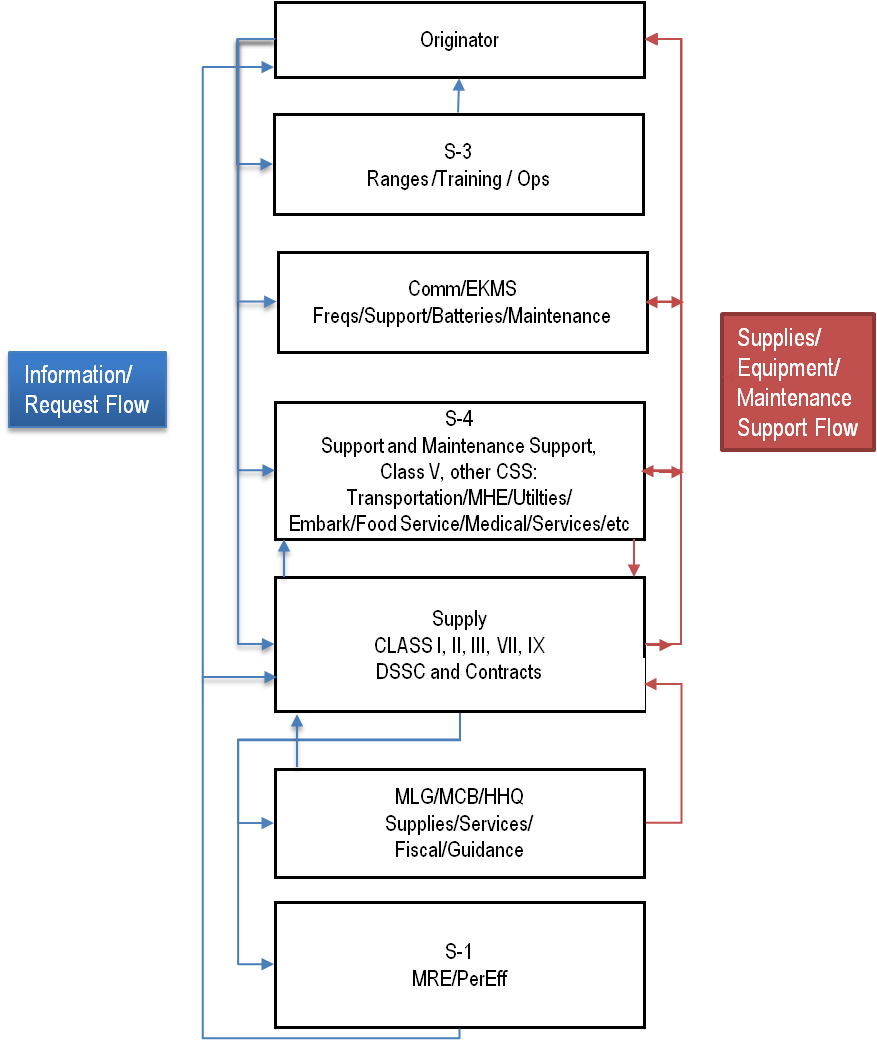 Originator
S-3
Ranges /Training / Ops
Comm/EKMS
Freqs/Support/Batteries/Maintenance
Information/
Request Flow
Supplies/
Equipment/
Maintenance
Support Flow
S-4
Support and Maintenance Support,
Class V, other CSS:
Transportation/MHE/Utilties/
Embark/Food Service/Medical/Services/etc
Supply
CLASS I, II, III, VII, IX
DSSC and Contracts
MLG/MCB/HHQ
Supplies/Services/
Fiscal/Guidance
S-1
MRE/PerEff